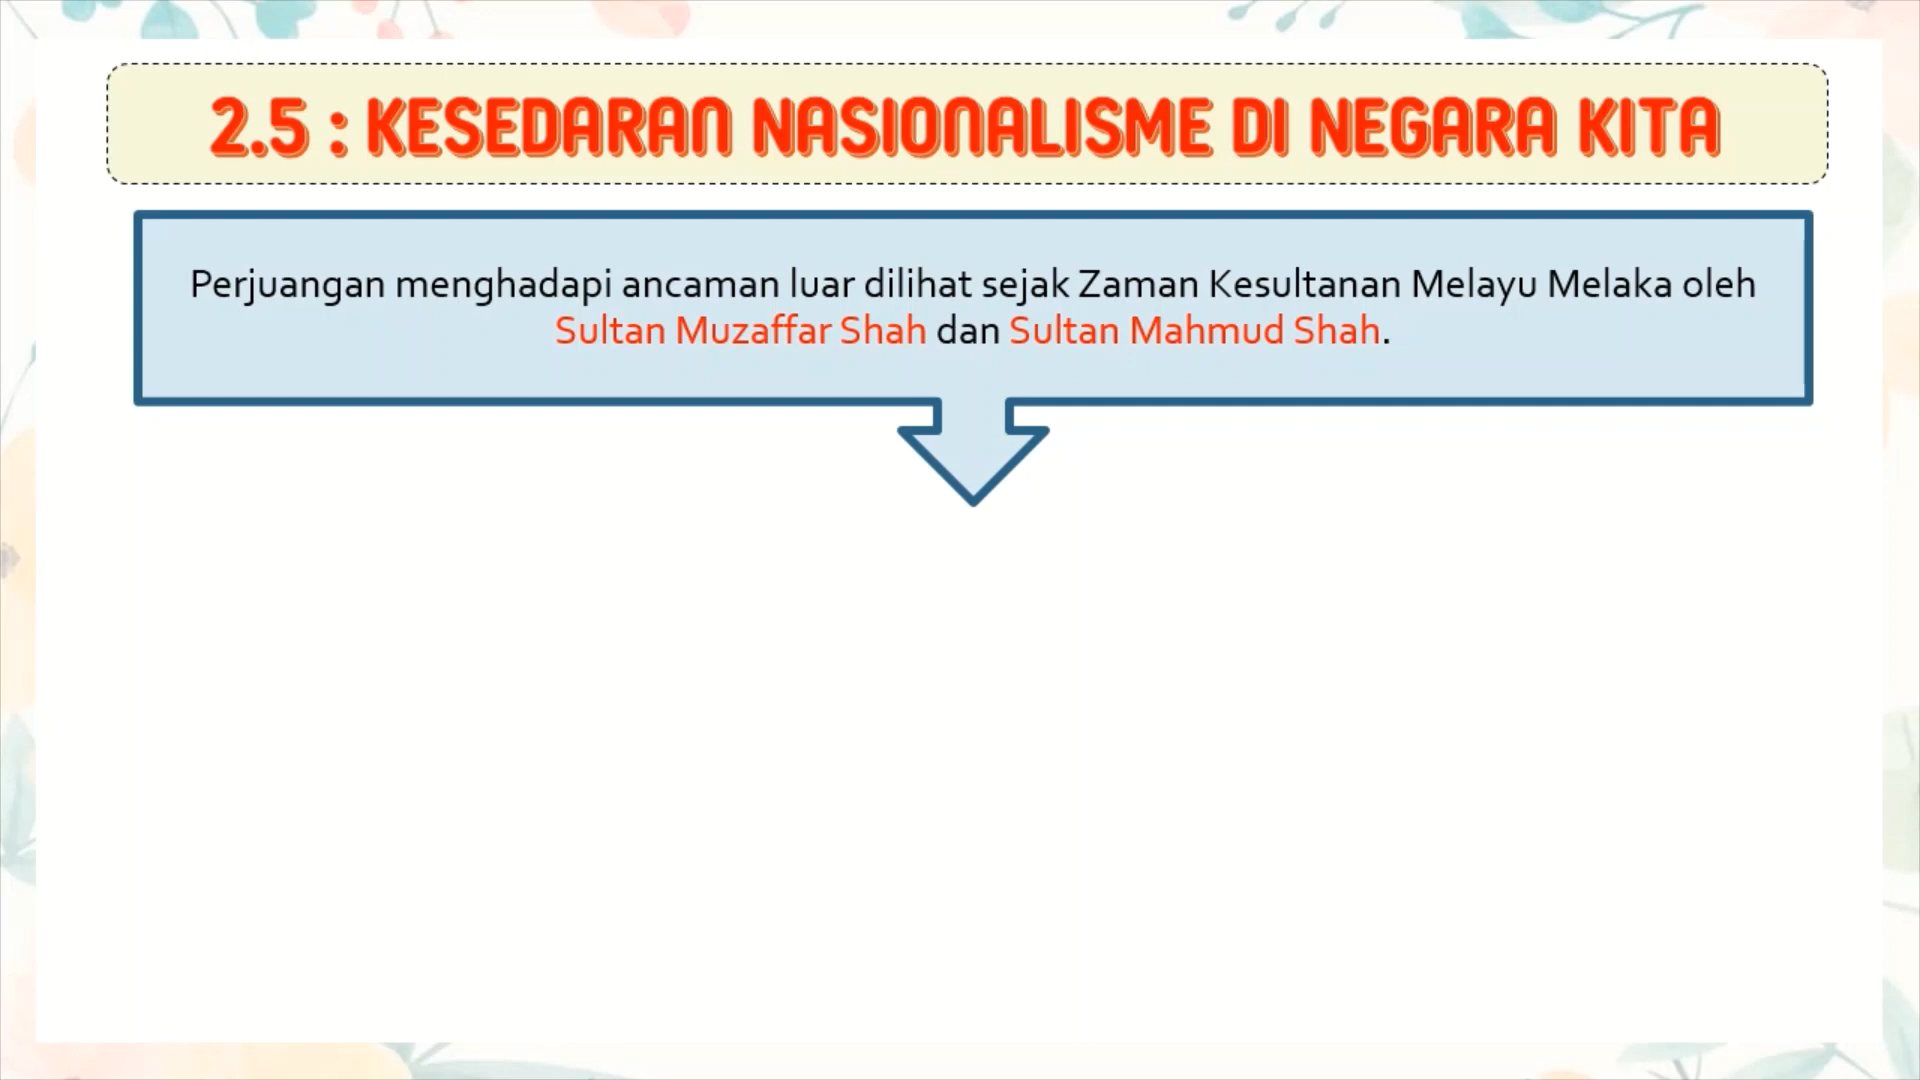 2.5 : KESEDARAN NASIONALISME DI NEGARA KITA
Perjuangan menghadapi ancaman luar dilihat sejak Zaman Kesultanan Melayu Melaka oleh
Sultan Muzaffar Shah dan Sultan Mahmud Shah.